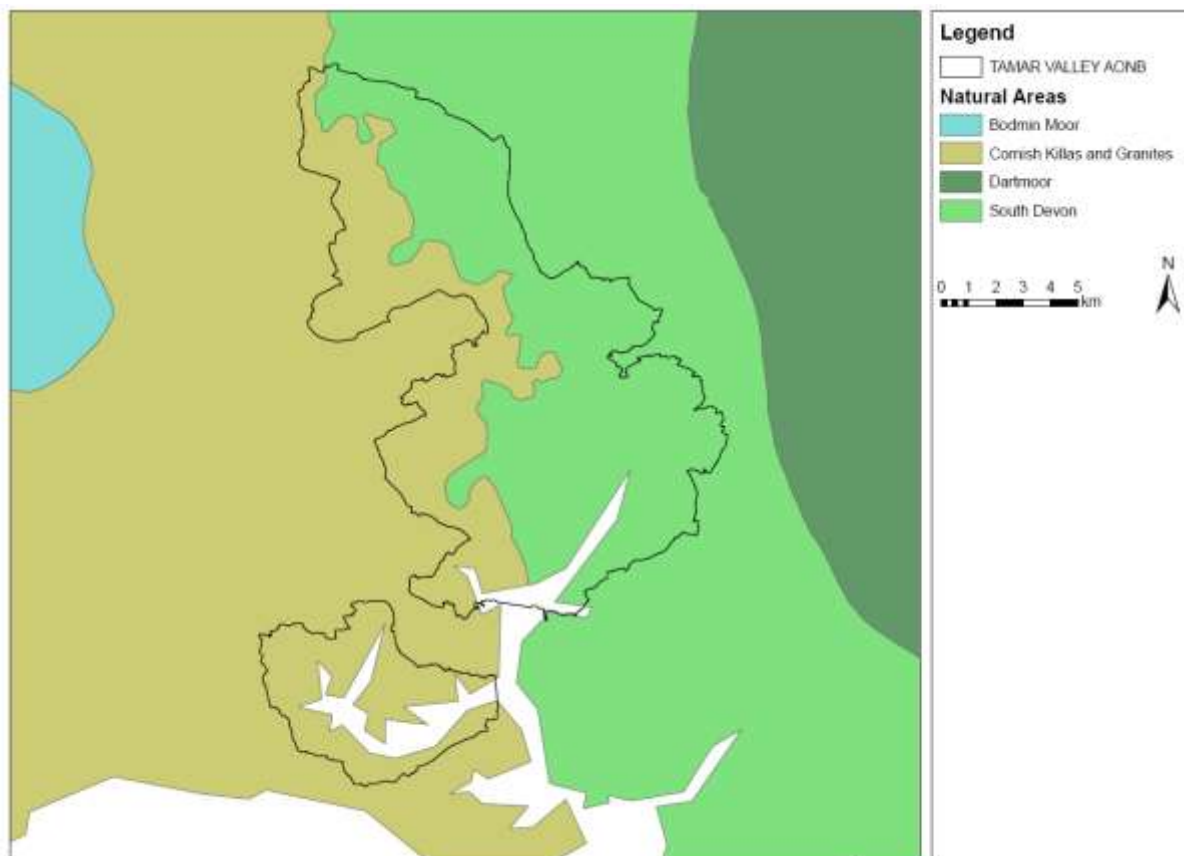 Legend
TAMAR VALLEY AONB
Natural Areas
Bodmin Moor
Cornish Killas and Granites
Dartmoor
South Devon
N
0 1 2 3 4 5
km